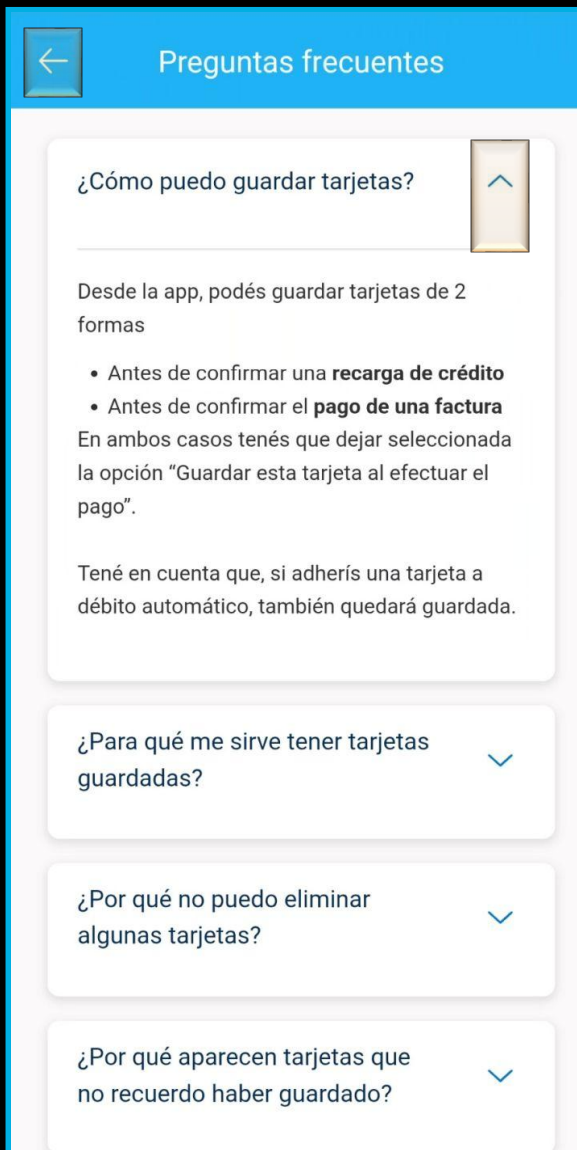 Preguntas frecuentes
¿Cómo puedo guardar tarjetas?
Desde la app, podés guardar tarjetas de 2
formas
• Antes de confirmar una recarga de crédito
• Antes de confirmar el pago de una factura
En ambos casos tenés que dejar seleccionada
la opción “Guardar esta tarjeta al efectuar el
pago”.
Tené en cuenta que, si adherís una tarjeta a
débito automático, también quedará guardada.
¿Para qué me sirve tener tarjetas
guardadas?
¿Por qué no puedo eliminar
algunas tarjetas?
¿Por qué aparecen tarjetas que
no recuerdo haber guardado?